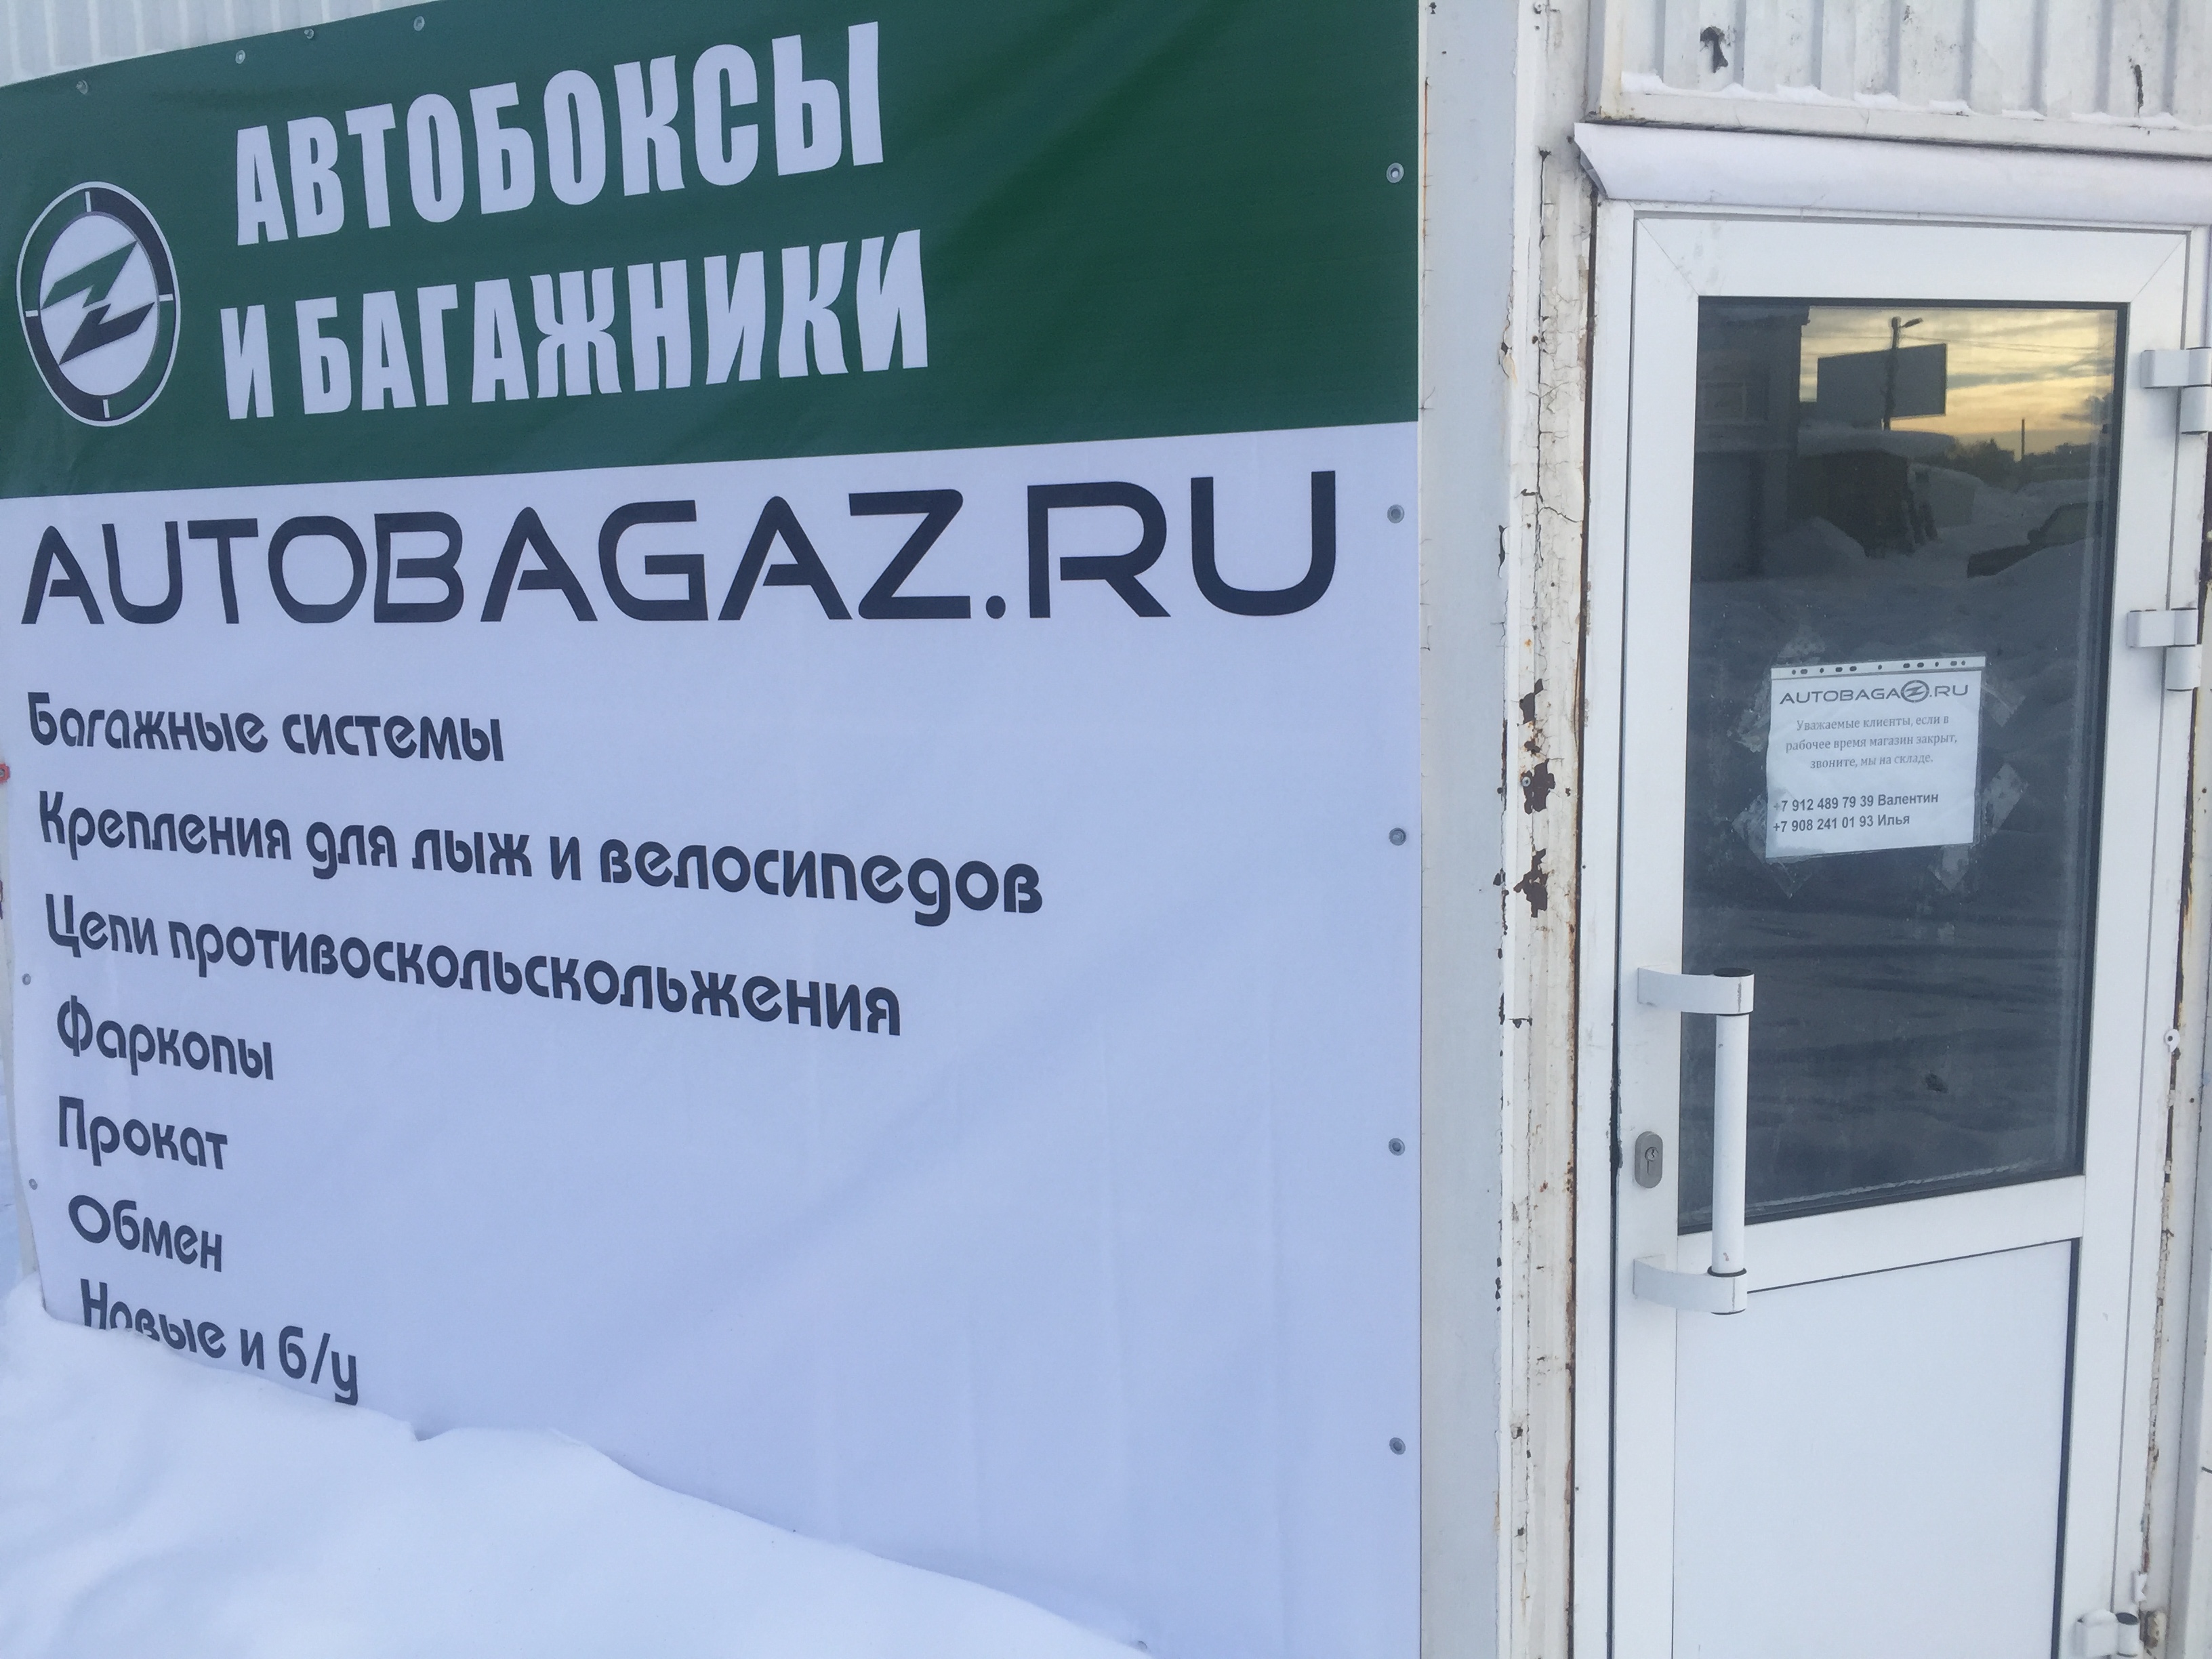 АВТОБОКСЫ
И БАГАЖНИКИ
AUTOBAGAZ.RU
Багажные системы
Крепления для лыж и велосипедов
Цепи противоскольскольжения
Фаркопы
Прокат
Обмен
Новые и б/у
AUTOBAGAZ.RU
Уважаемые клиенты, если в
рабочее время магазин закрыт,
звоните, мы на складе.
+7 912 489 79 39 Валентин
+7 908 241 01 93 Илья